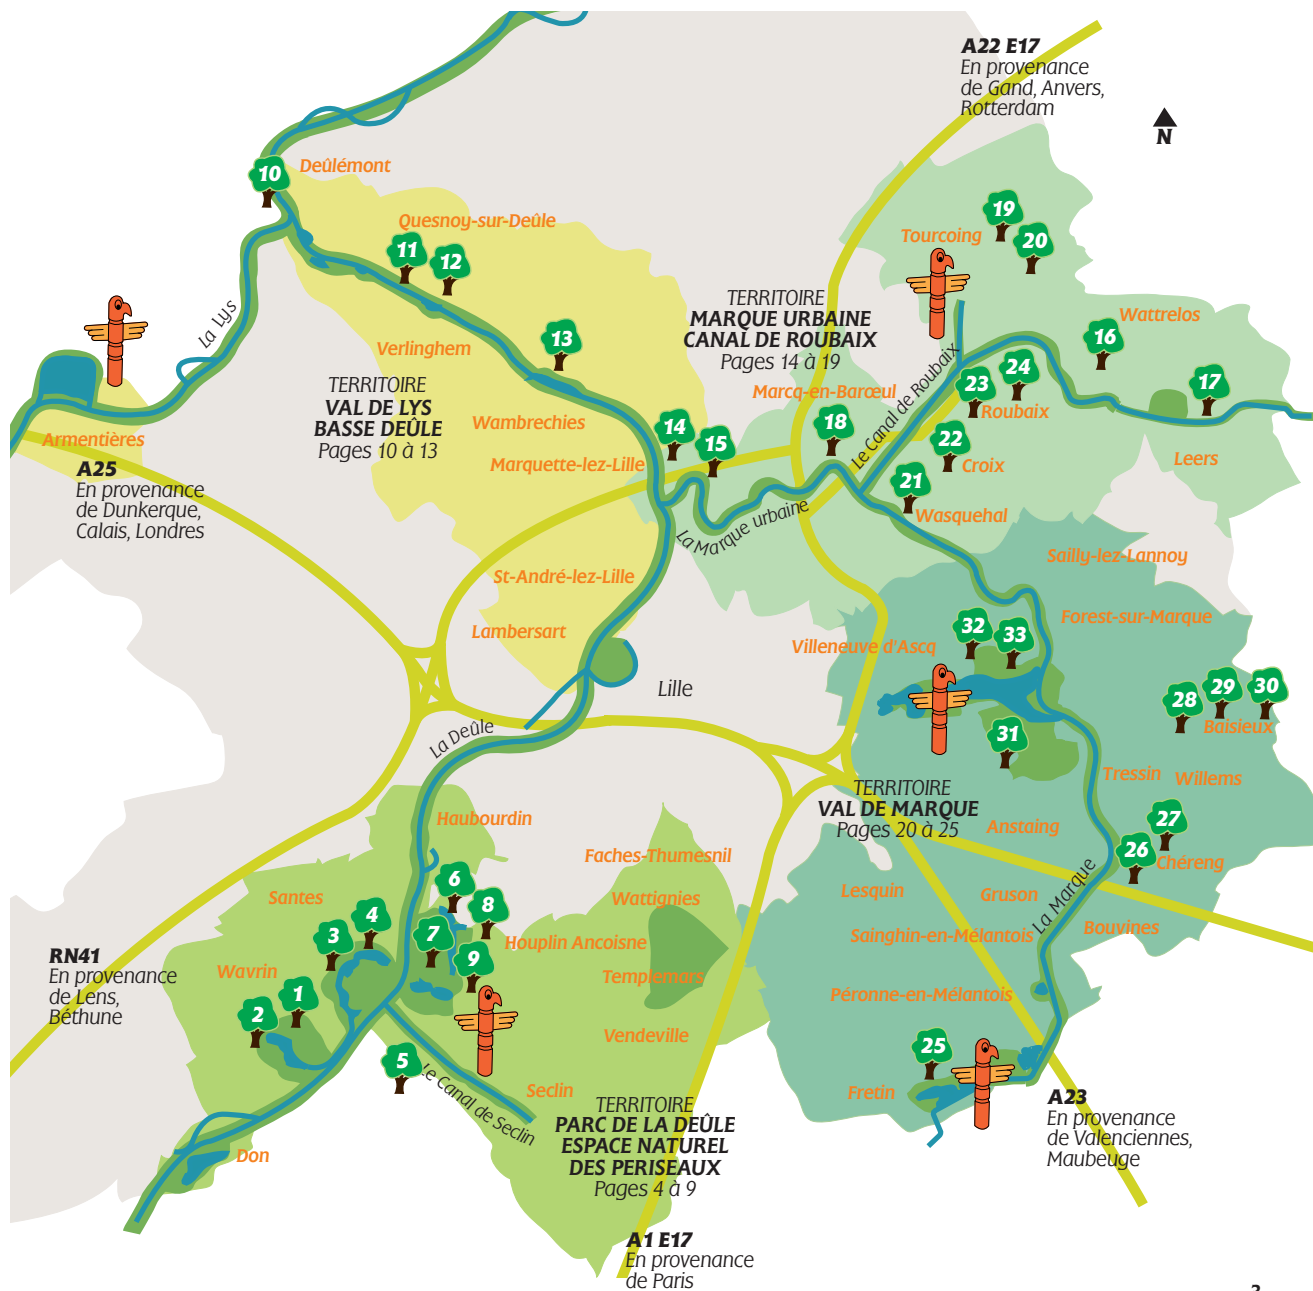 A22 E17
En provenance
de Gand, Anvers,
Rotterdam
N
10
Deûlémont
Quesnoy-sur-Deûle
11
12
19
20
Tourcoing
La Lys
Verlinghem
13
TERRITOIRE
MARQUE URBAINE
CANAL DE ROUBAIX
Pages 14 à 19
Wattrelos
16
17
TERRITOIRE
VAL DE LYS
BASSE DEÛLE
Pages 10 à 13
Marcq-en-Barœul
Le Canal de Roubaix
23
24
Roubaix
Wambrechies
14
15
18
22
Croix
Leers
Armentières
A25
En provenance
de Dunkerque,
Calais, Londres
Marquette-lez-Lille
21
Wasquehal
La Marque urbaine
Sailly-lez-Lannoy
St-André-lez-Lille
Forest-sur-Marque
Lambersart
Villeneuve d'Ascq
32
33
Lille
28
29
30
Baisieux
La Deûle
31
Tressin
Willems
TERRITOIRE
VAL DE MARQUE
Pages 20 à 25
Haubourdin
Anstaing
27
26
Chéreng
Faches-Thumesnil
Santes
6
Wattignies
Lesquin
Gruson
La Marque
8
4
3
7
Houplin Ancoisne
Sainghin-en-Mélantois
Bouvines
RN41
En provenance
de Lens,
Béthune
Wavrin
9
Templemars
1
2
Péronne-en-Mélantois
Vendeville
25
5
Le Canal de Seclin
Seclin
Fretin
A23
En provenance
de Valenciennes,
Maubeuge
TERRITOIRE
PARC DE LA DEÛLE
ESPACE NATUREL
DES PERISEAUX
Pages 4 à 9
Don
A1 E17
En provenance
de Paris